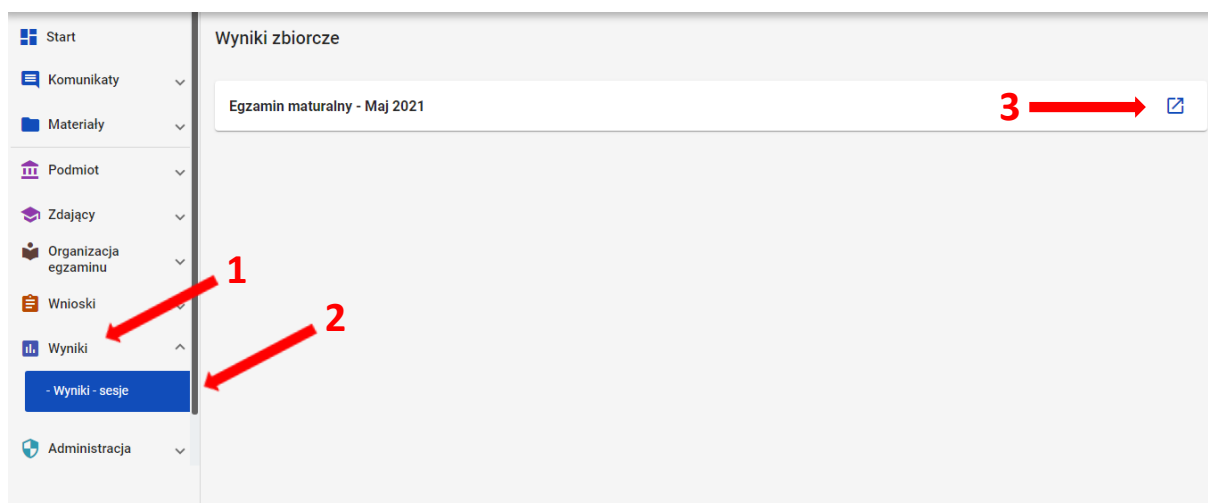 Start
Komunikaty
Materiały
Podmiot
Zdający
Organizacja
egzaminu
Wnioski
Wyniki
- Wyniki - sesje
Administracja
Wyniki zbiorcze
Egzamin maturalny - Maj 2021
3
1
2